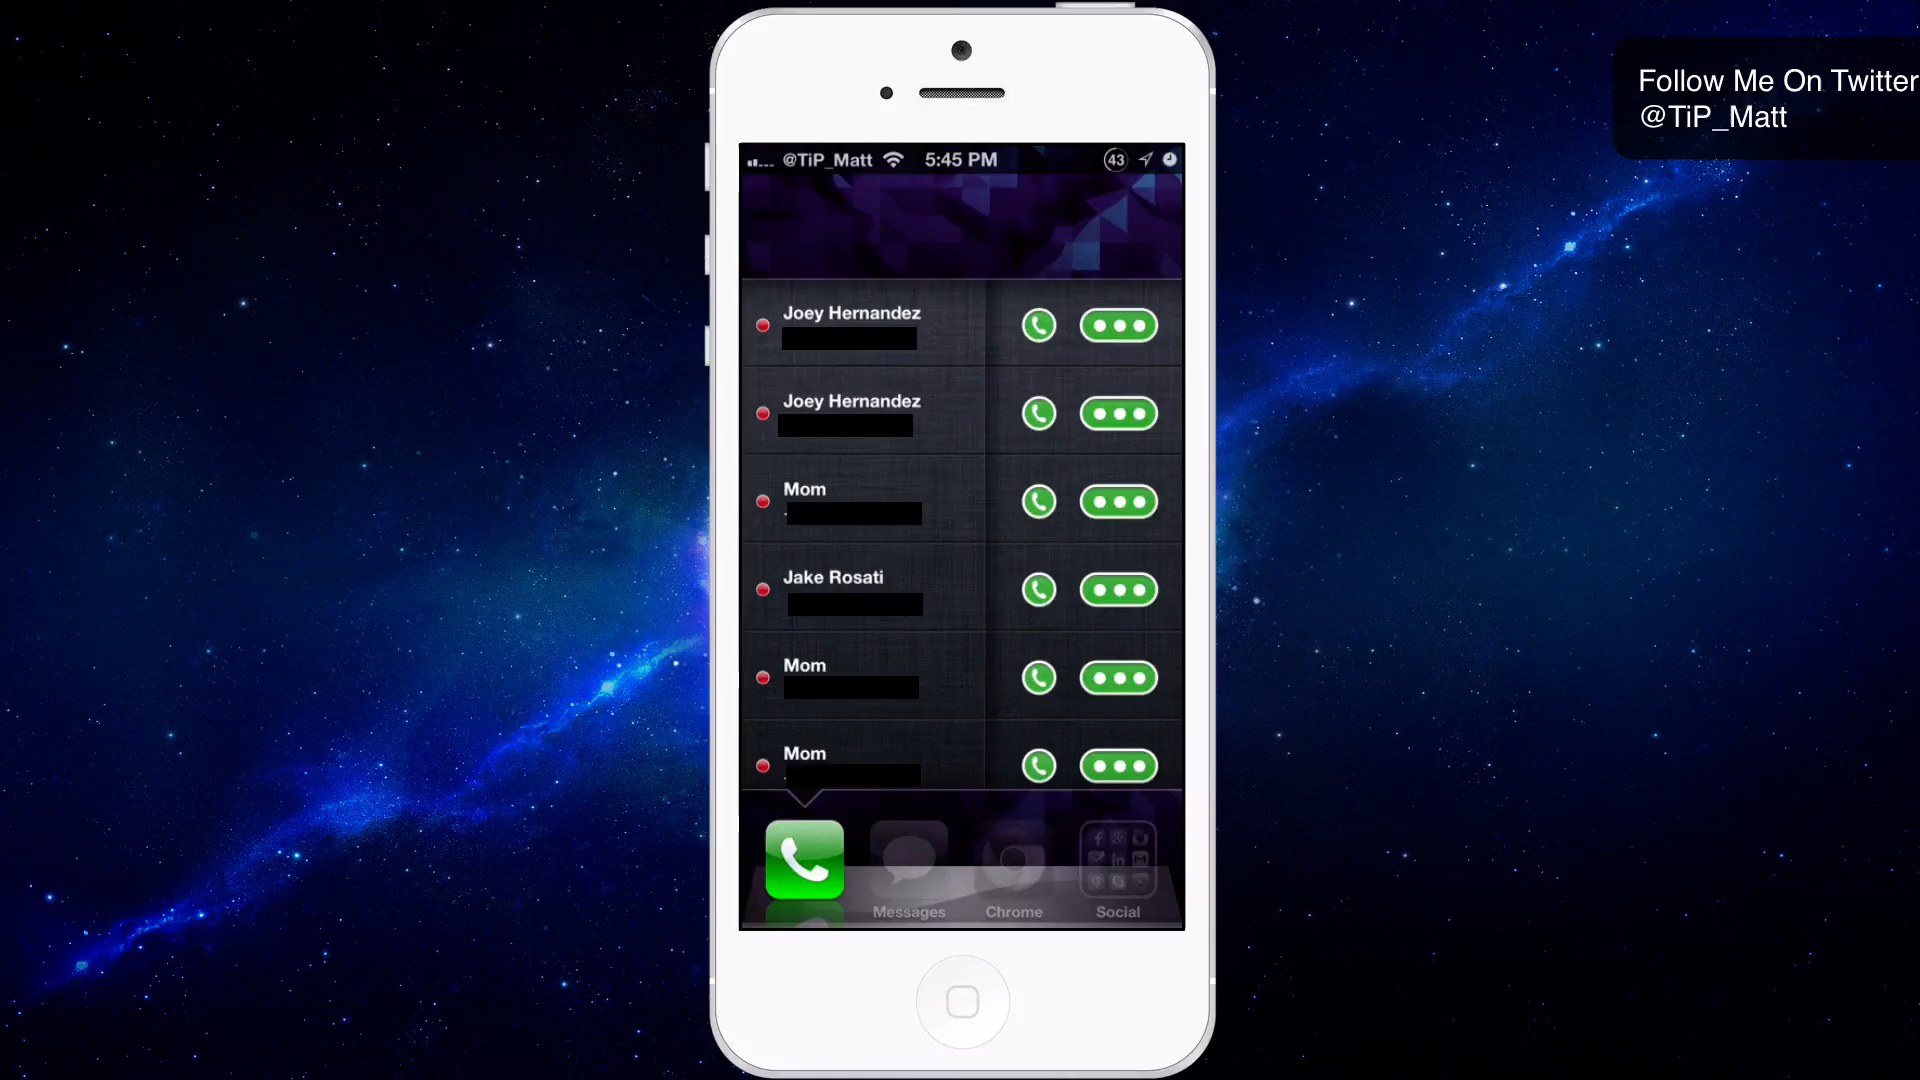 Follow Me On Twitter
@TiP_Matt
@TiP_Matt 5:45 PM 43
Joey Hernandez
Joey Hernandez
Mom
Jake Rosati
Mom
Mom
Messages Chrome Social